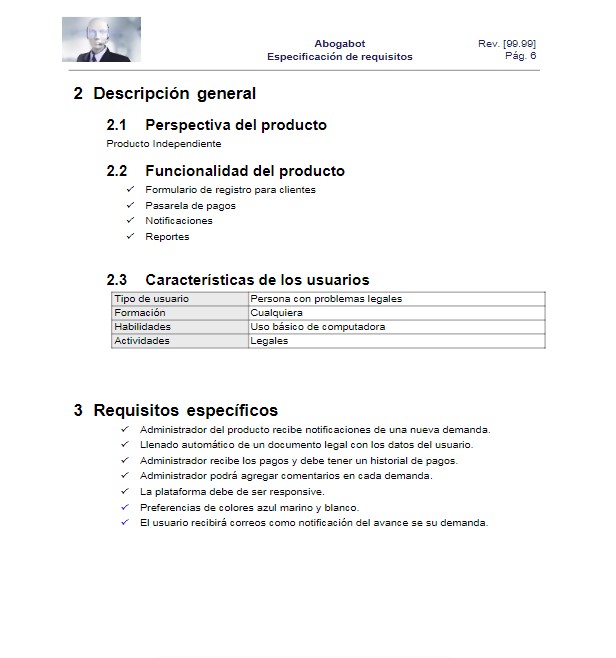 Abogabot
Especificación de requisitos
Rev. [99.99]
Pág. 6
2 Descripción general
2.1 Perspectiva del producto
Producto Independiente
2.2 Funcionalidad del producto
✓ Formulario de registro para clientes
✓ Pasarela de pagos
✓ Notificaciones
✓ Reportes
2.3 Características de los usuarios
Tipo de usuario Persona con problemas legales
Formación Cualquiera
Habilidades Uso básico de computadora
Actividades Legales
3 Requisitos específicos
✓ Administrador del producto recibe notificaciones de una nueva demanda.
✓ Llenado automático de un documento legal con los datos del usuario.
✓ Administrador recibe los pagos y debe tener un historial de pagos.
✓ Administrador podrá agregar comentarios en cada demanda.
✓ La plataforma debe de ser responsive.
✓ Preferencias de colores azul marino y blanco.
✓ El usuario recibirá correos como notificación del avance se su demanda.